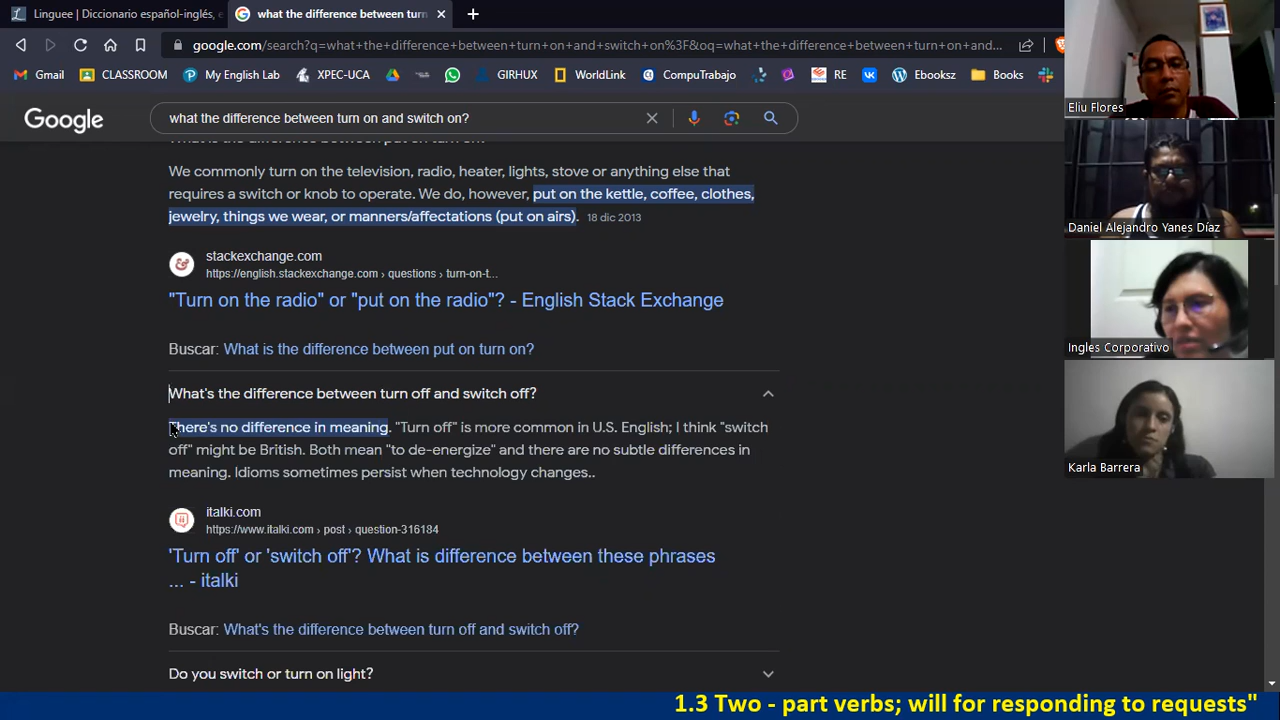 Linguee | Diccionario español-inglés, e
what the difference between turn
google.com/search?q=what+the+difference+between+turn+on+and+switch+on%3F&oq=what+the+difference+between+turn+on+and...
Gmail CLASSROOM My English Lab XPEC-UCA GIRHUX WorldLink CompuTrabajo RE Ebooksz Books
Google
what the difference between turn on and switch on?
We commonly turn on the television, radio, heater, lights, stove or anything else that
requires a switch or knob to operate. We do, however, put on the kettle, coffee, clothes,
jewelry, things we wear, or manners/affectations (put on airs). 18 dic 2013
stackexchange.com
https://english.stackexchange.com › questions › turn-on-t...
"Turn on the radio" or "put on the radio"? - English Stack Exchange
Buscar: What is the difference between put on turn on?
What's the difference between turn off and switch off?
There's no difference in meaning. "Turn off" is more common in U.S. English; I think "switch
off" might be British. Both mean "to de-energize" and there are no subtle differences in
meaning. Idioms sometimes persist when technology changes..
italki.com
https://www.italki.com › post › question-316184
'Turn off' or 'switch off'? What is difference between these phrases
... - italki
Buscar: What's the difference between turn off and switch off?
Do you switch or turn on light?
Eliu Flores
Daniel Alejandro Yanes Díaz
Ingles Corporativo
Karla Barrera
1.3 Two - part verbs; will for responding to requests"